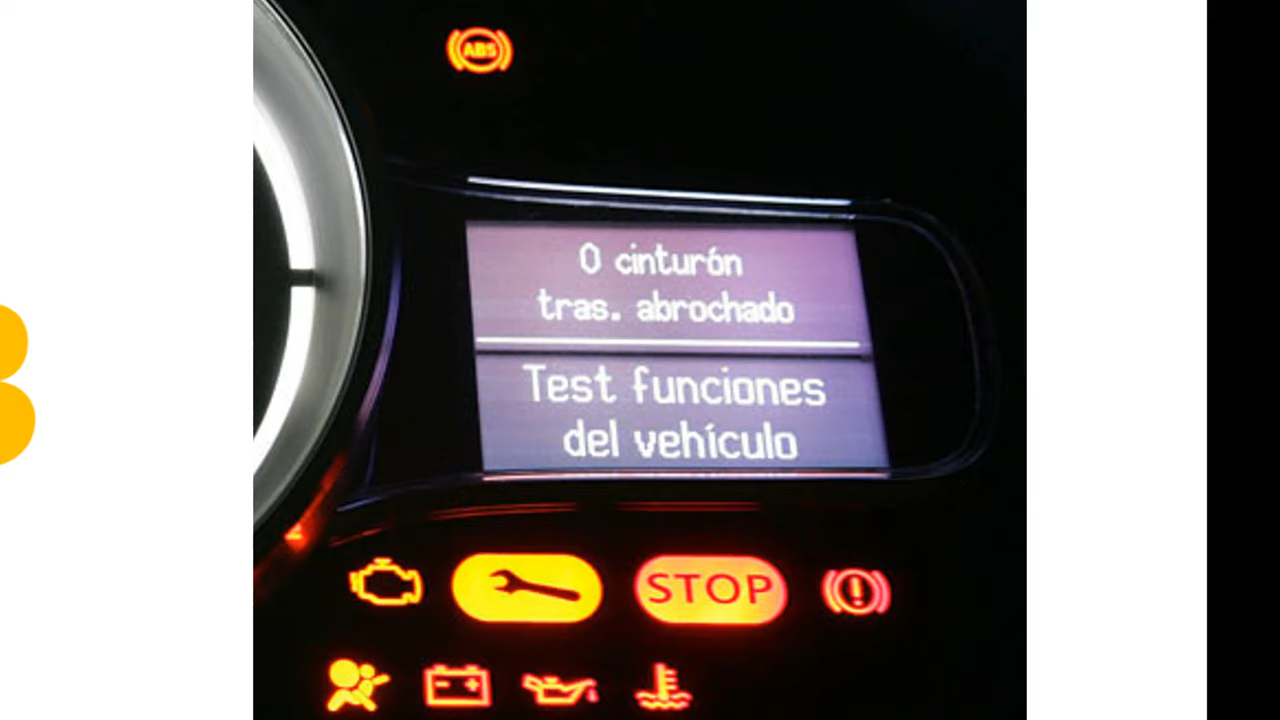 ABS
0 cinturón
tras. abrochado
Test funciones
del vehículo
STOP